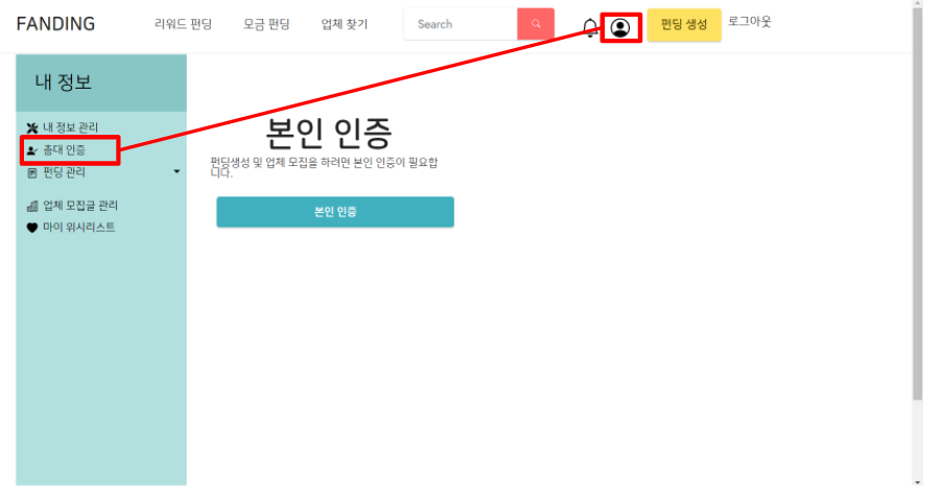 FANDING 리워드 펀딩 모금 펀딩 업체 찾기 Search 펀딩 생성 로그아웃
내 정보
내 정보 관리
총대 인증
펀딩 관리
업체 모집글 관리
마이 위시리스트
본인 인증
펀딩생성 및 업체 모집을 하려면 본인 인증이 필요합
니다.
본인 인증